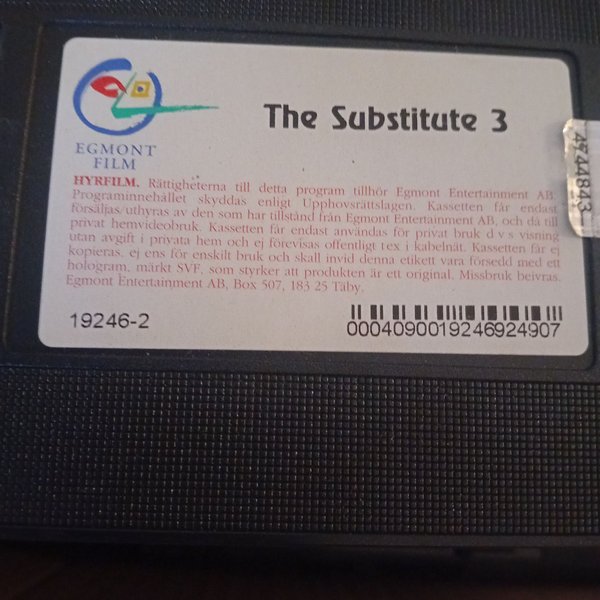 The Substitute 3
EGMONT
FILM
HYRFILM. Rättigheterna till detta program tillhör Egmont Entertainment AB.
Programinnehållet skyddas enligt Upphovsrättslagen. Kassetten får endast
försäljas/uthyras av den som har tillstånd från Egmont Entertainment AB, och då till
privat hemvideobruk. Kassetten får endast användas för privat bruk d v s visning
utan avgift i privata hem och ej förevisas offentligt t ex i kabelnät. Kassetten får ej
kopieras, ej ens för enskilt bruk och skall invid denna etikett vara försedd med ett
hologram, märkt SVF, som styrker att produkten är ett original. Missbruk beivras.
Egmont Entertainment AB, Box 507, 183 25 Täby.
19246-2
0004090019246924907
4744843